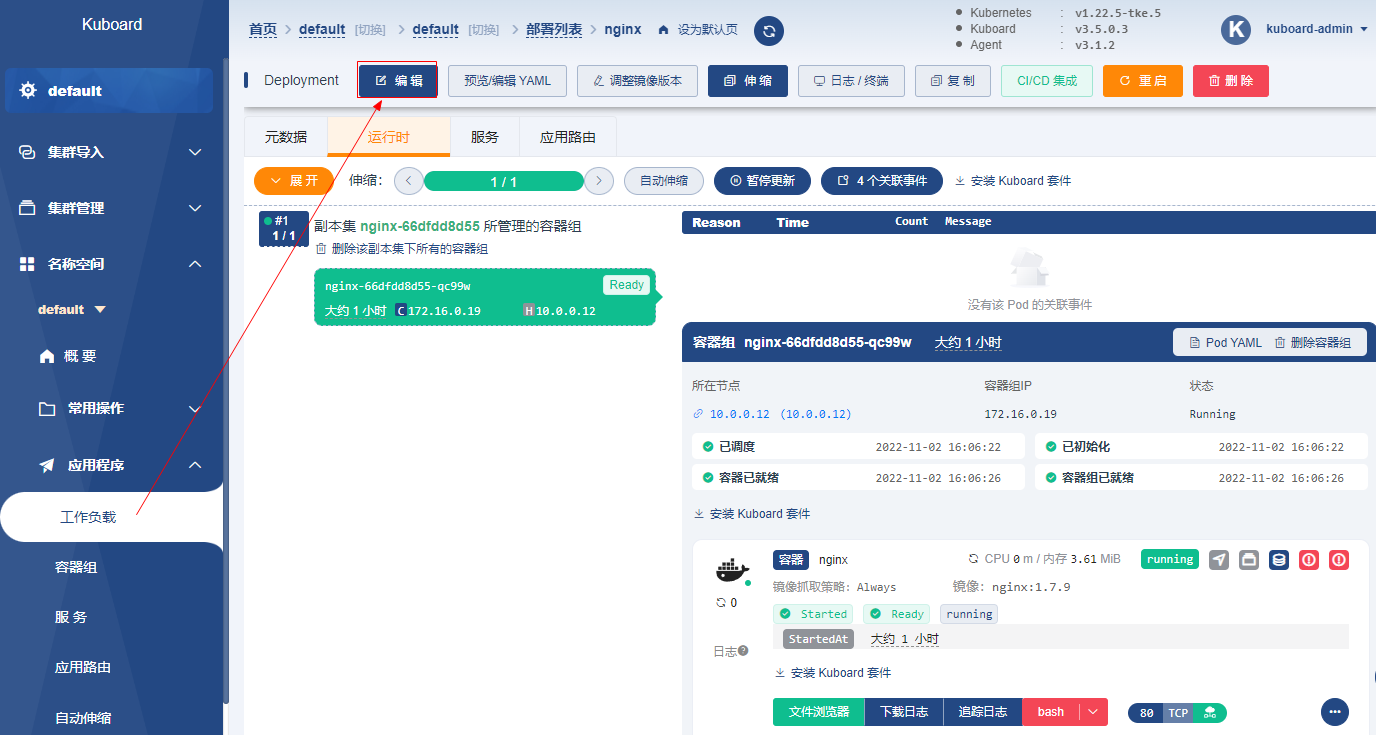 Kuboard
default
集群导入
集群管理
名称空间
default
概 要
常用操作
应用程序
工作负载
容器组
服 务
应用路由
自动伸缩
首页 > default [切换] > default [切换] > 部署列表 > nginx 设为默认页
Kubernetes : v1.22.5-tke.5
Kuboard : v3.5.0.3
Agent : v3.1.2
K kuboard-admin
Deployment 编 辑 预览/编辑 YAML 调整镜像版本 伸 缩 日志 / 终端 复 制 CI/CD 集成 重 启 删 除
元数据 运行时 服务 应用路由
展 开 伸缩: 1 / 1 自动伸缩 暂停更新 4 个关联事件 安装 Kuboard 套件
#1
1 / 1
副本集 nginx-66dfdd8d55 所管理的容器组
删除该副本集下所有的容器组
nginx-66dfdd8d55-qc99w Ready
大约 1 小时 C 172.16.0.19 H 10.0.0.12
Reason Time Count Message
没有该 Pod 的关联事件
容器组 nginx-66dfdd8d55-qc99w 大约 1 小时 Pod YAML 删除容器组
所在节点 容器组IP 状态
10.0.0.12 (10.0.0.12) 172.16.0.19 Running
已调度 2022-11-02 16:06:22 已初始化 2022-11-02 16:06:22
容器已就绪 2022-11-02 16:06:26 容器组已就绪 2022-11-02 16:06:26
安装 Kuboard 套件
容器 nginx CPU 0 m / 内存 3.61 MiB running
镜像抓取策略: Always 镜像: nginx:1.7.9
0
Started Ready running
StartedAt 大约 1 小时
日志
安装 Kuboard 套件
文件浏览器 下载日志 追踪日志 bash 80 TCP